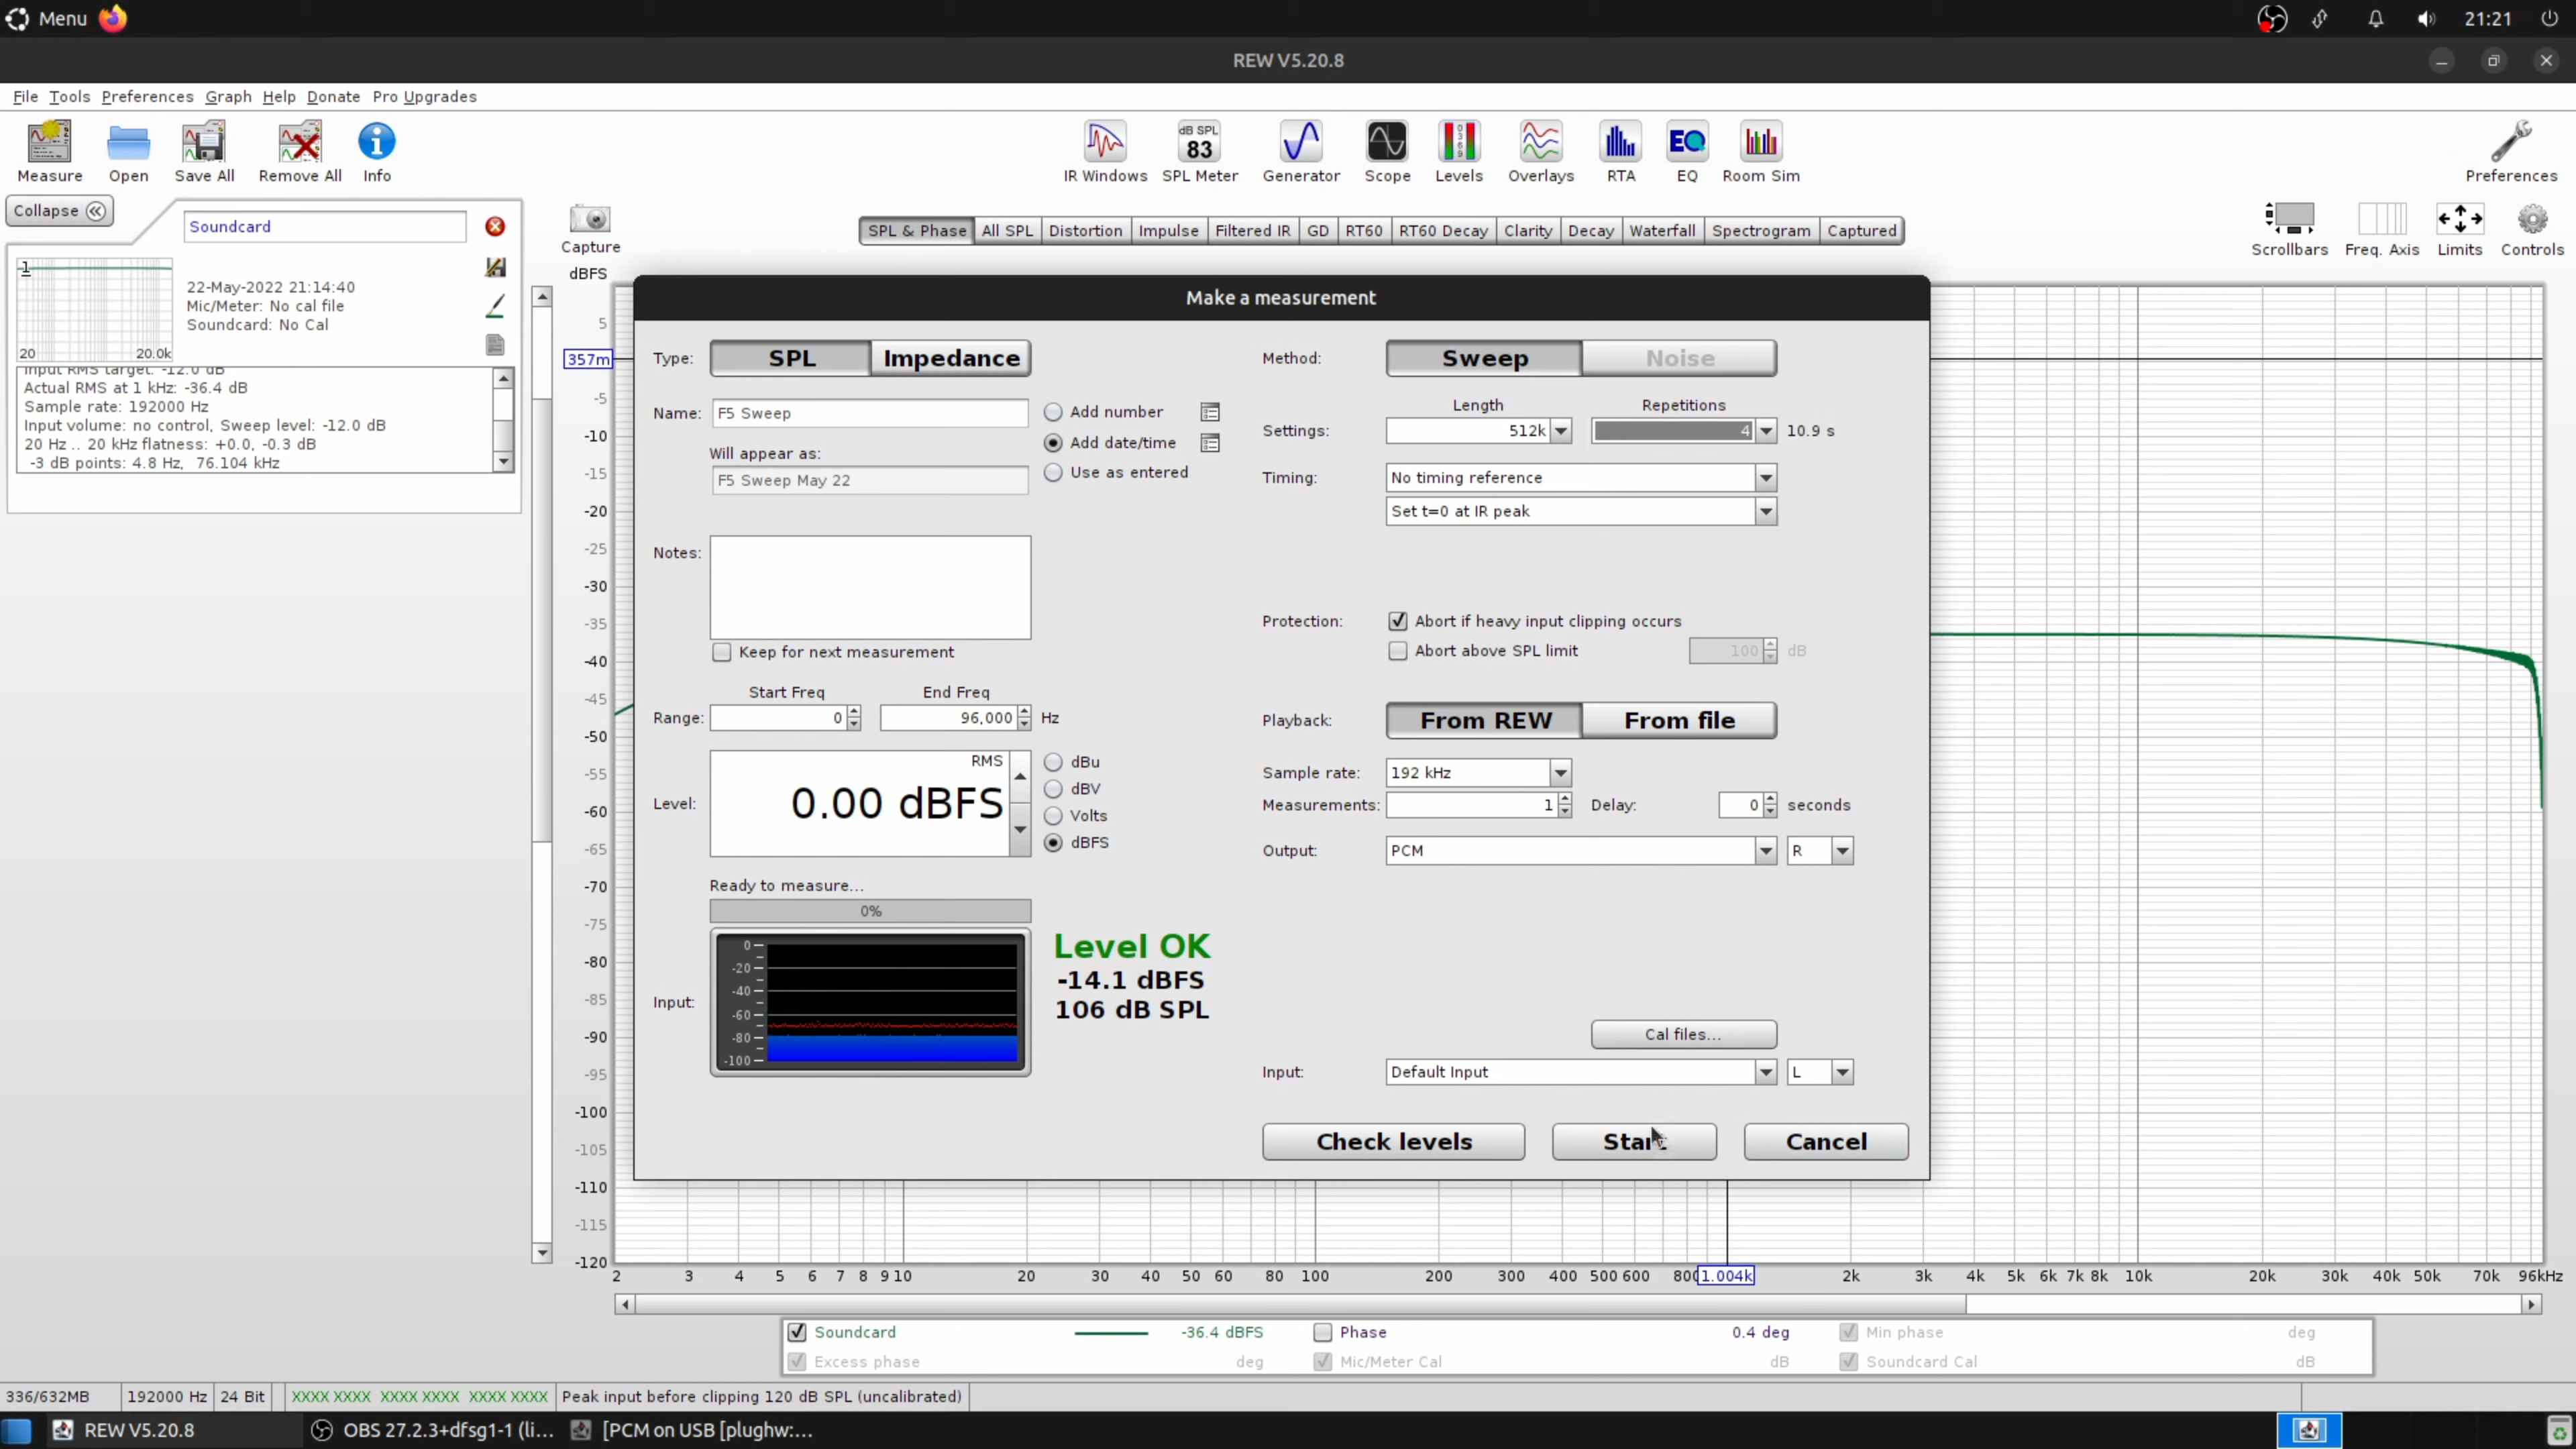 Menu
21:21
REW V5.20.8
File Tools Preferences Graph Help Donate Pro Upgrades
Measure Open Save All Remove All Info
IR Windows dB SPL 83 SPL Meter Generator Scope Levels Overlays RTA EQ EQ Room Sim
Preferences
Collapse
Soundcard
Capture
SPL & Phase All SPL Distortion Impulse Filtered IR GD RT60 RT60 Decay Clarity Decay Waterfall Spectrogram Captured
Scrollbars Freq. Axis Limits Controls
dBFS
1
20 20.0k
22-May-2022 21:14:40
Mic/Meter: No cal file
Soundcard: No Cal
Input RMS target: -12.0 dB
Actual RMS at 1 kHz: -36.4 dB
Sample rate: 192000 Hz
Input volume: no control, Sweep level: -12.0 dB
20 Hz .. 20 kHz flatness: +0.0, -0.3 dB
-3 dB points: 4.8 Hz, 76.104 kHz
5
357m
-5
-10
-15
-20
-25
-30
-35
-40
-45
-50
-55
-60
-65
-70
-75
-80
-85
-90
-95
-100
-105
-110
-115
-120
Make a measurement
Type: SPL Impedance
Name: F5 Sweep
Add number
Add date/time
Use as entered
Will appear as:
F5 Sweep May 22
Notes:
Keep for next measurement
Start Freq End Freq
Range: 0 96,000 Hz
Level: RMS
0.00 dBFS
dBu
dBV
Volts
dBFS
Ready to measure...
0%
Input:
0
-20
-40
-60
-80
-100
Level OK
-14.1 dBFS
106 dB SPL
Method: Sweep Noise
Length Repetitions
Settings: 512k 4 10.9 s
Timing: No timing reference
Set t=0 at IR peak
Protection: Abort if heavy input clipping occurs
Abort above SPL limit 100 dB
Playback: From REW From file
Sample rate: 192 kHz
Measurements: 1 Delay: 0 seconds
Output: PCM R
Cal files...
Input: Default Input L
Check levels Start Cancel
2 3 4 5 6 7 8 9 10 20 30 40 50 60 80 100 200 300 400 500 600 800 1.004k 2k 3k 4k 5k 6k 7k 8k 10k 20k 30k 40k 50k 70k 96kHz
Soundcard -36.4 dBFS Phase 0.4 deg Min phase deg
Excess phase deg Mic/Meter Cal dB Soundcard Cal dB
336/632MB 192000 Hz 24 Bit XXXX XXXX XXXX XXXX XXXX XXXX Peak input before clipping 120 dB SPL (uncalibrated)
REW V5.20.8 OBS 27.2.3+dfsg1-1 (li... [PCM on USB [plughw:...